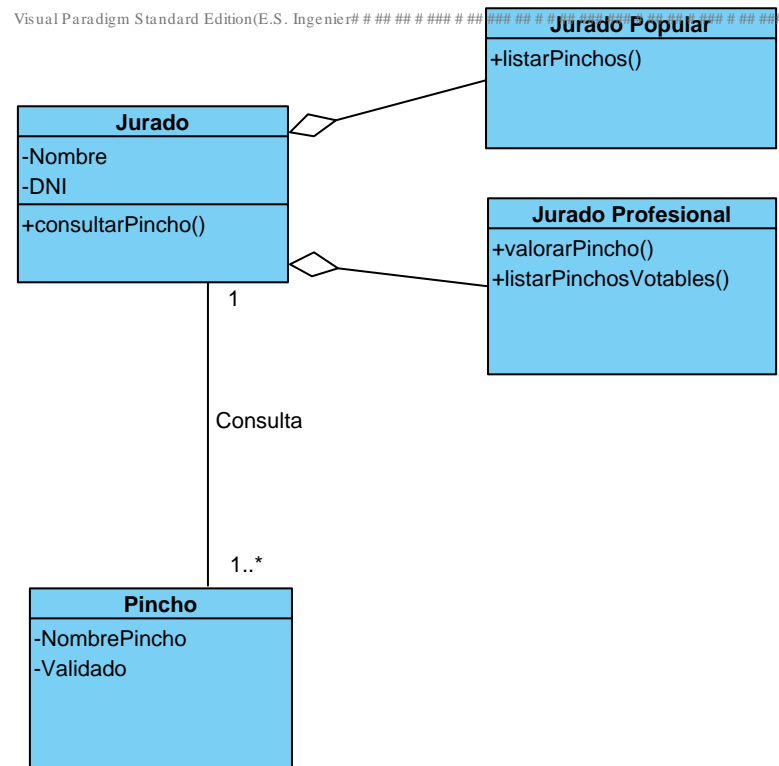 Visual Paradigm Standard Edition(E.S. Ingenier
Jurado Popular
+listarPinchos()
Jurado
-Nombre
-DNI
+consultarPincho()
Jurado Profesional
+valorarPincho()
+listarPinchosVotables()
1
Consulta
1..*
Pincho
-NombrePincho
-Validado